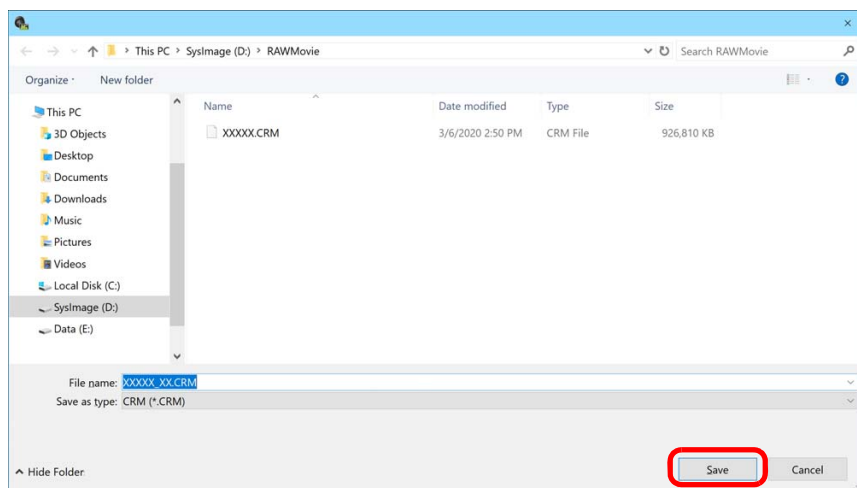 This PC > SysImage (D:) > RAWMovie
Search RAWMovie
Organize
New folder
Name
Date modified
Type
Size
This PC
3D Objects
Desktop
Documents
Downloads
Music
Pictures
Videos
Local Disk (C:)
SysImage (D:)
Data (E:)
XXXXX.CRM
3/6/2020 2:50 PM
CRM File
926,810 KB
File name: XXXXX_XX.CRM
Save as type: CRM (*.CRM)
Hide Folder
Save
Cancel